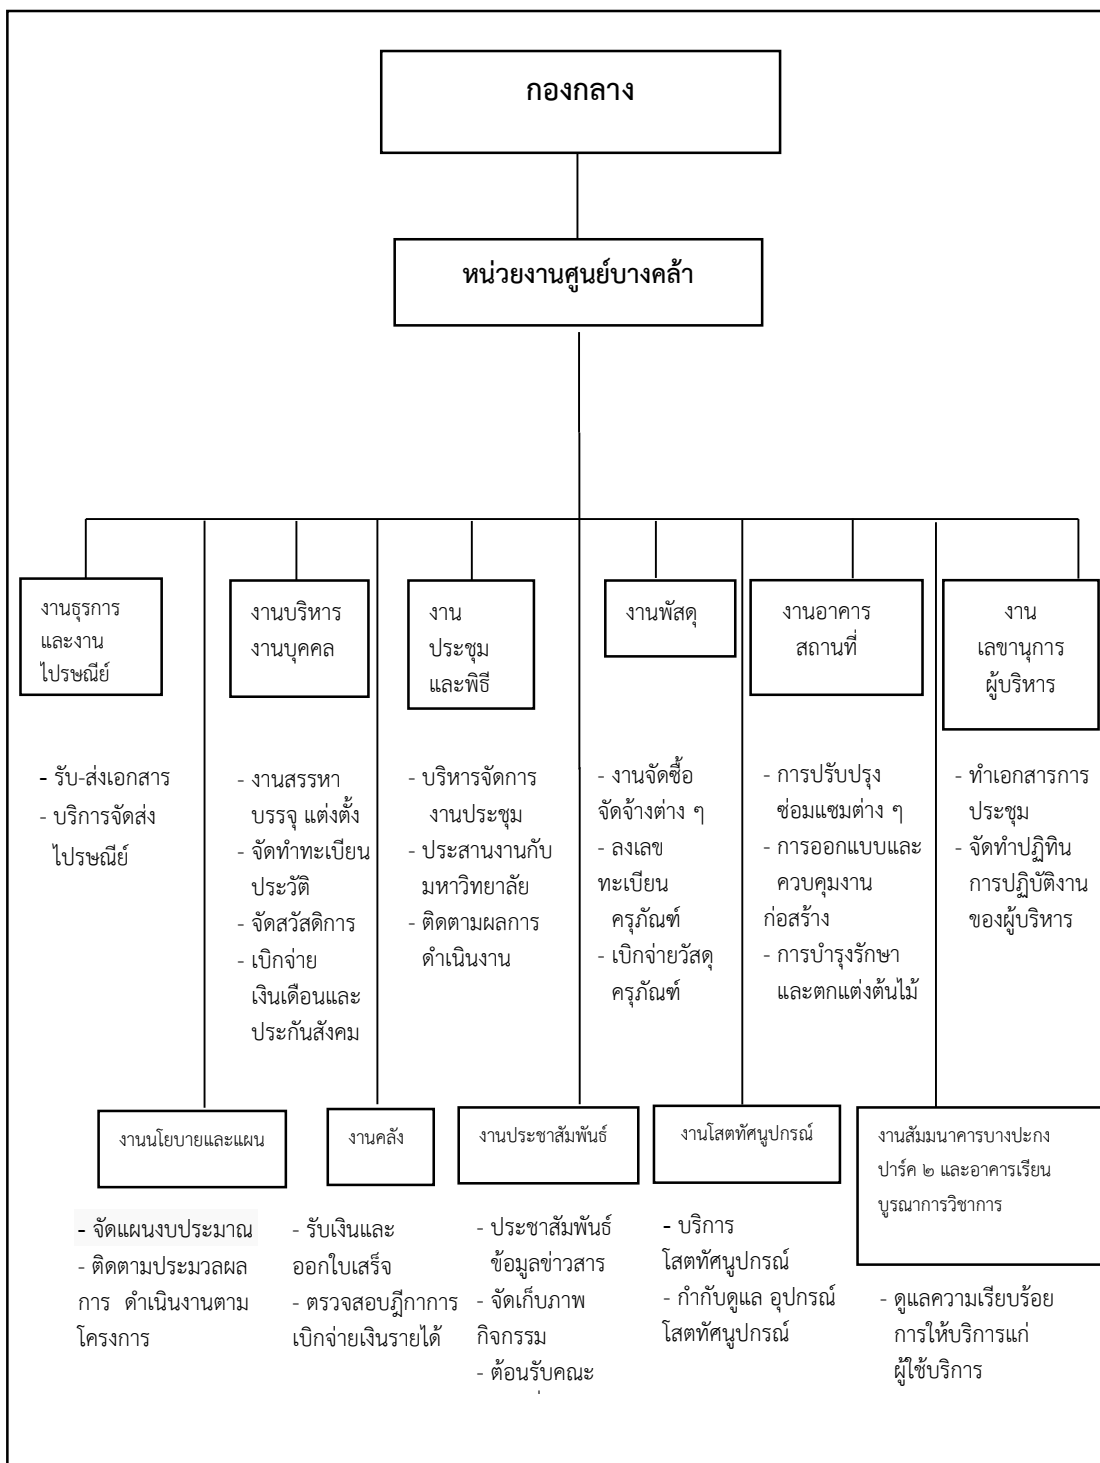 กองกลาง
หน่วยงานศูนย์บางคล้า
งานธุรการ
และงาน
ไปรษณีย์
งานบริหาร
งานบุคคล
งาน
ประชุม
และพิธี
งานพัสดุ
งานอาคาร
สถานที่
งาน
เลขานุการ
ผู้บริหาร
- รับ-ส่งเอกสาร
- บริการจัดส่ง
ไปรษณีย์
- งานสรรหา
บรรจุ แต่งตั้ง
- จัดทำทะเบียน
ประวัติ
- จัดสวัสดิการ
- เบิกจ่าย
เงินเดือนและ
ประกันสังคม
- บริหารจัดการ
งานประชุม
- ประสานงานกับ
มหาวิทยาลัย
- ติดตามผลการ
ดำเนินงาน
- งานจัดซื้อ
จัดจ้างต่าง ๆ
- ลงเลข
ทะเบียน
ครุภัณฑ์
- เบิกจ่ายวัสดุ
ครุภัณฑ์
- การปรับปรุง
ซ่อมแซมต่าง ๆ
- การออกแบบและ
ควบคุมงาน
ก่อสร้าง
- การบำรุงรักษา
และตกแต่งต้นไม้
- ทำเอกสารการ
ประชุม
- จัดทำปฏิทิน
การปฏิบัติงาน
ของผู้บริหาร
งานนโยบายและแผน
งานคลัง
งานประชาสัมพันธ์
งานโสตทัศนูปกรณ์
งานสัมมนาคารบางปะกง
ปาร์ค ๒ และอาคารเรียน
บูรณาการวิชาการ
- จัดแผนงบประมาณ
- ติดตามประมวลผล
การ ดำเนินงานตาม
โครงการ
- รับเงินและ
ออกใบเสร็จ
- ตรวจสอบฎีกาการ
เบิกจ่ายเงินรายได้
- ประชาสัมพันธ์
ข้อมูลข่าวสาร
- จัดเก็บภาพ
กิจกรรม
- ต้อนรับคณะ
- บริการ
โสตทัศนูปกรณ์
- กำกับดูแล อุปกรณ์
โสตทัศนูปกรณ์
- ดูแลความเรียบร้อย
การให้บริการแก่
ผู้ใช้บริการ